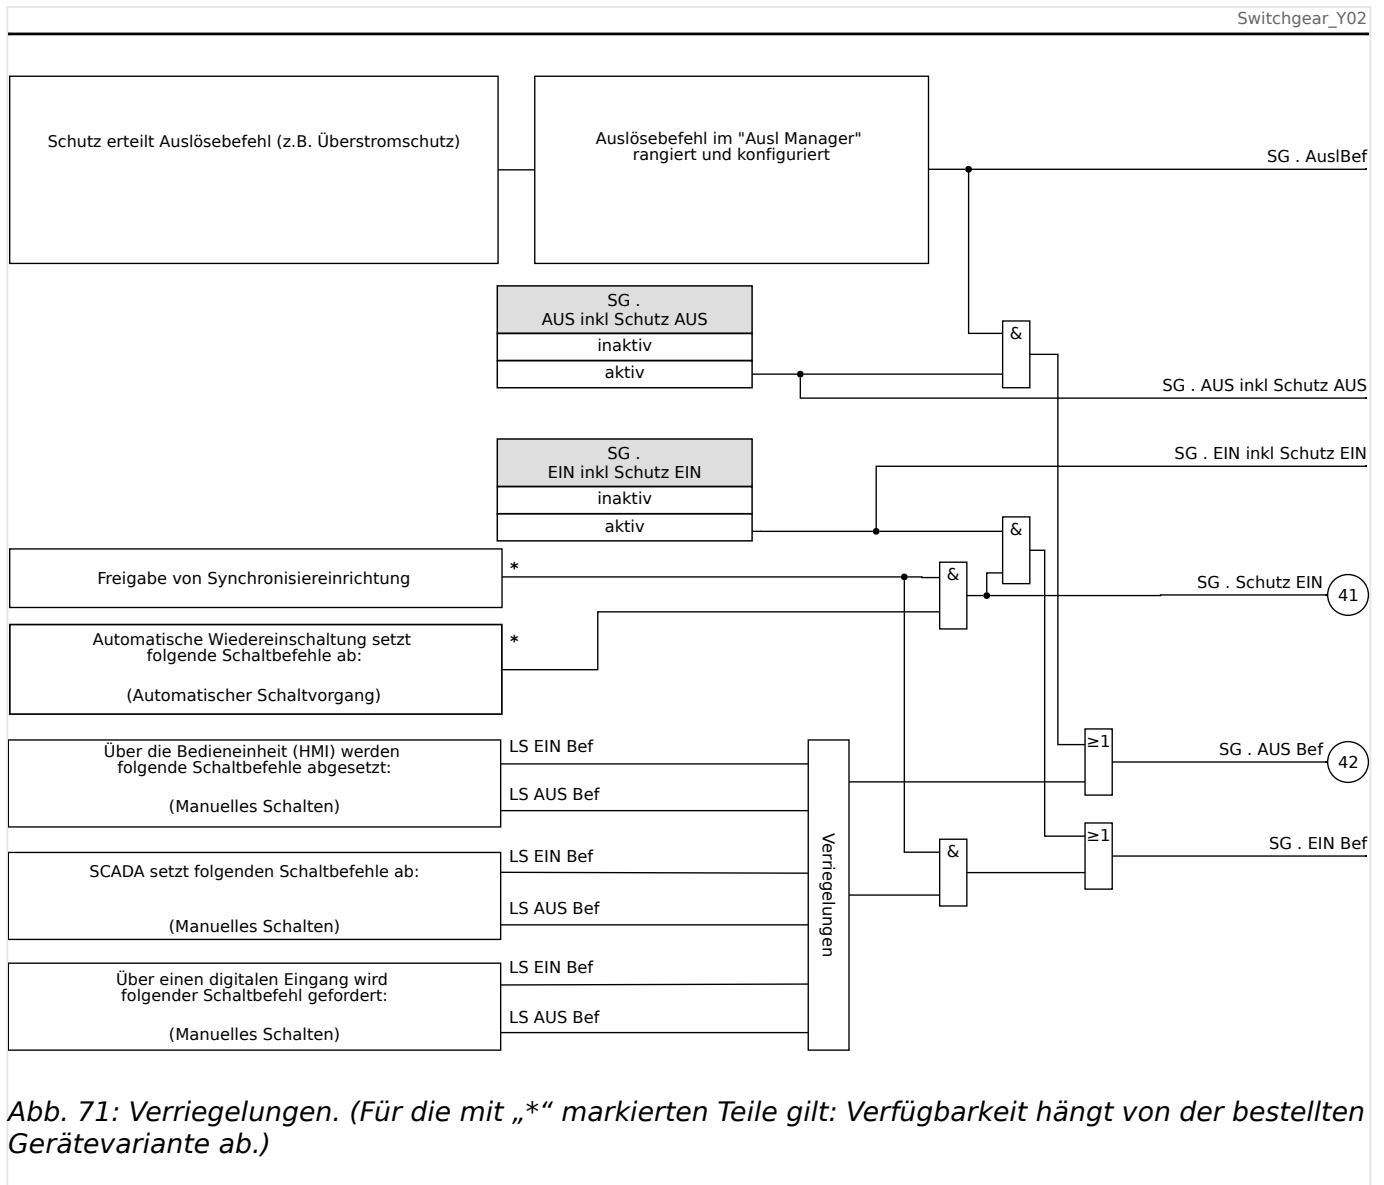 Switchgear_Y02
Schutz erteilt Auslösebefehl (z.B. Überstromschutz)
Auslösebefehl im "Ausl Manager"
rangiert und konfiguriert
SG . AuslBef
SG .
AUS inkl Schutz AUS
inaktiv
aktiv
&
SG . AUS inkl Schutz AUS
SG .
EIN inkl Schutz EIN
inaktiv
aktiv
SG . EIN inkl Schutz EIN
&
Freigabe von Synchronisiereinrichtung
*
&
SG . Schutz EIN
41
Automatische Wiedereinschaltung setzt
folgende Schaltbefehle ab:
(Automatischer Schaltvorgang)
*
Über die Bedieneinheit (HMI) werden
folgende Schaltbefehle abgesetzt:
(Manuelles Schalten)
LS EIN Bef
LS AUS Bef
≥1
SG . AUS Bef
42
SCADA setzt folgenden Schaltbefehle ab:
(Manuelles Schalten)
LS EIN Bef
LS AUS Bef
Verriegelungen
&
≥1
SG . EIN Bef
Über einen digitalen Eingang wird
folgender Schaltbefehl gefordert:
(Manuelles Schalten)
LS EIN Bef
LS AUS Bef
Abb. 71: Verriegelungen. (Für die mit „*“ markierten Teile gilt: Verfügbarkeit hängt von der bestellten
Gerätevariante ab.)